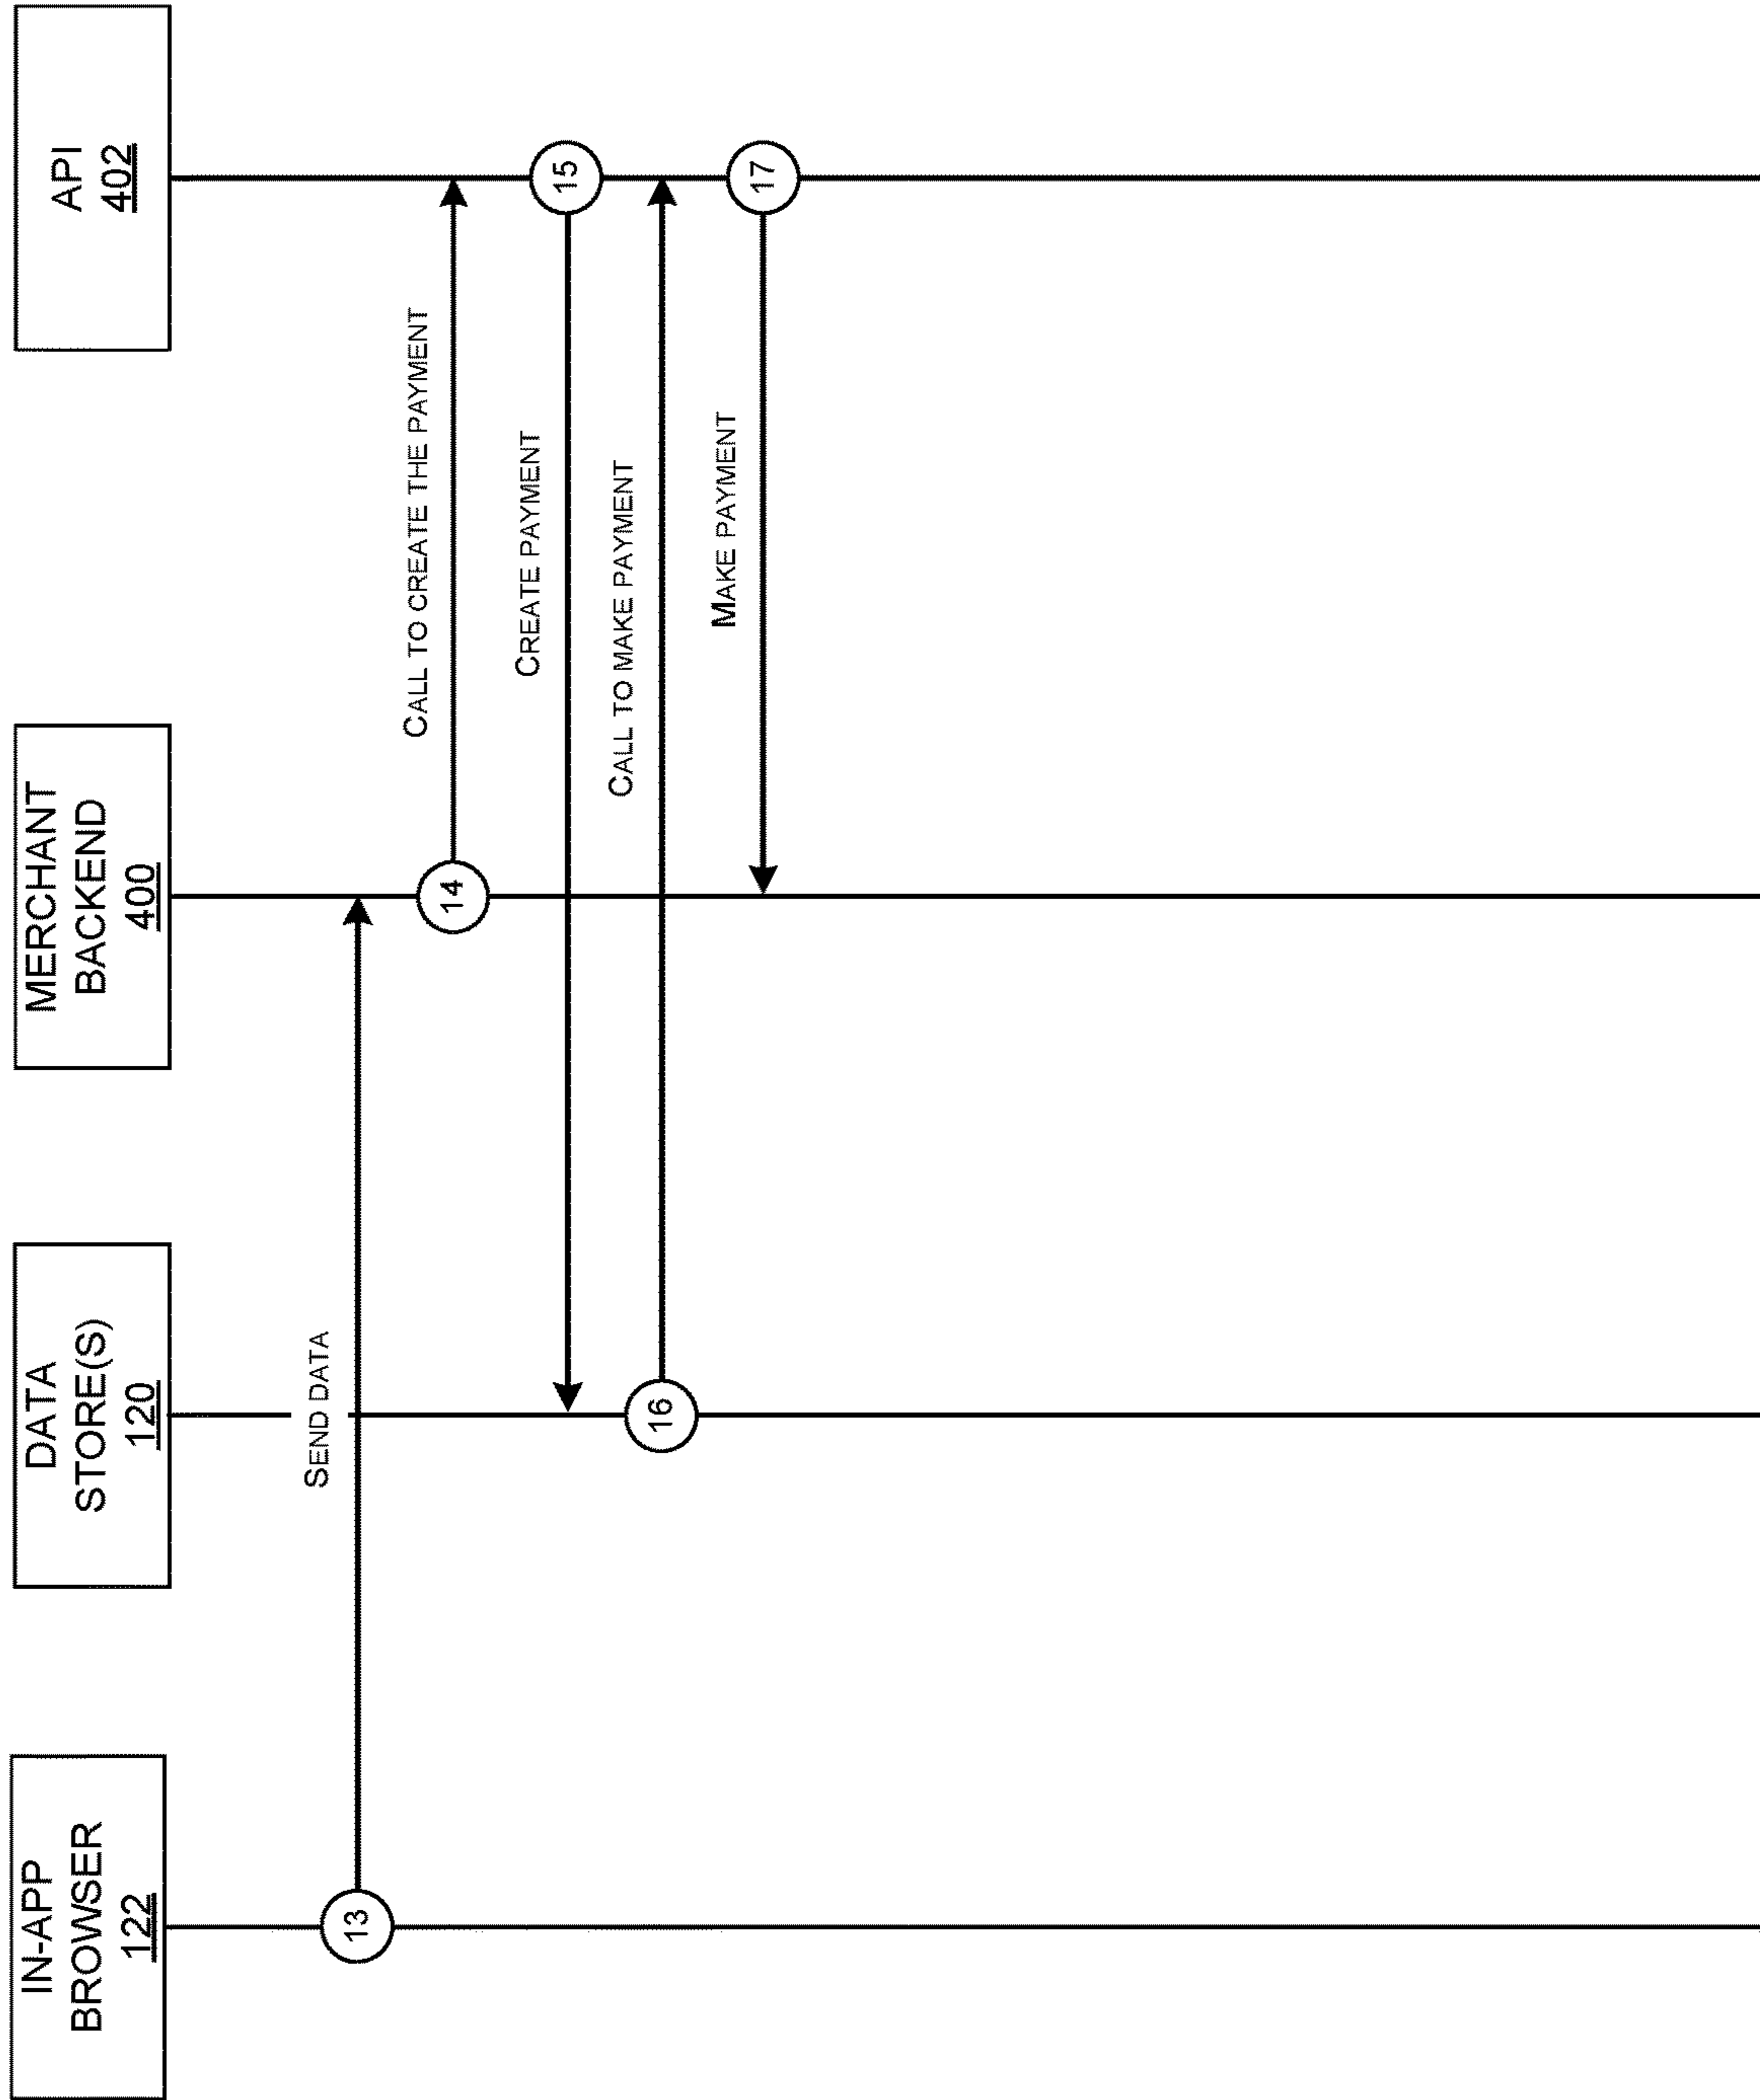 IN-APP
BROWSER
122
DATA
STORE(S)
120
MERCHANT
BACKEND
400
API
402
SEND DATA
13
CALL TO CREATE THE PAYMENT
14
CREATE PAYMENT
15
CALL TO MAKE PAYMENT
16
MAKE PAYMENT
17